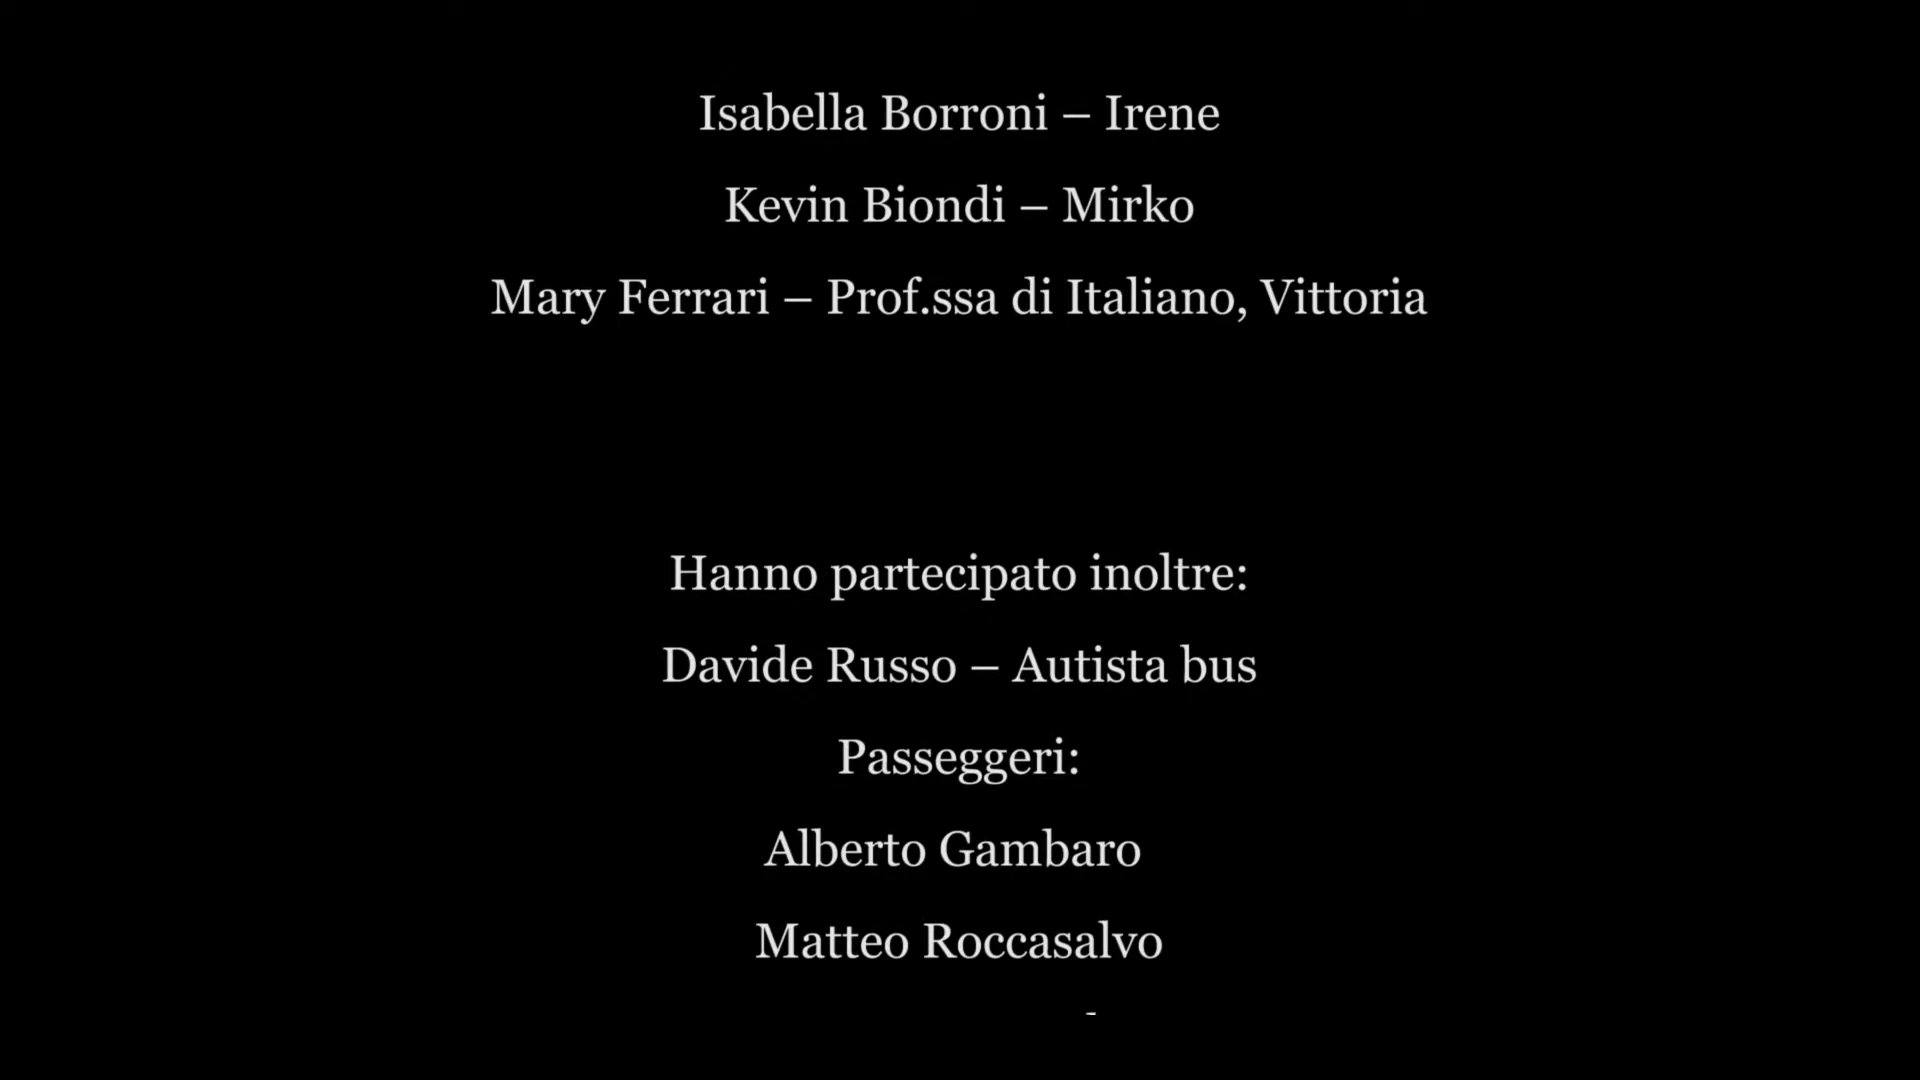 Isabella Borroni – Irene
Kevin Biondi – Mirko
Mary Ferrari – Prof.ssa di Italiano, Vittoria
Hanno partecipato inoltre:
Davide Russo – Autista bus
Passeggeri:
Alberto Gambaro
Matteo Roccasalvo